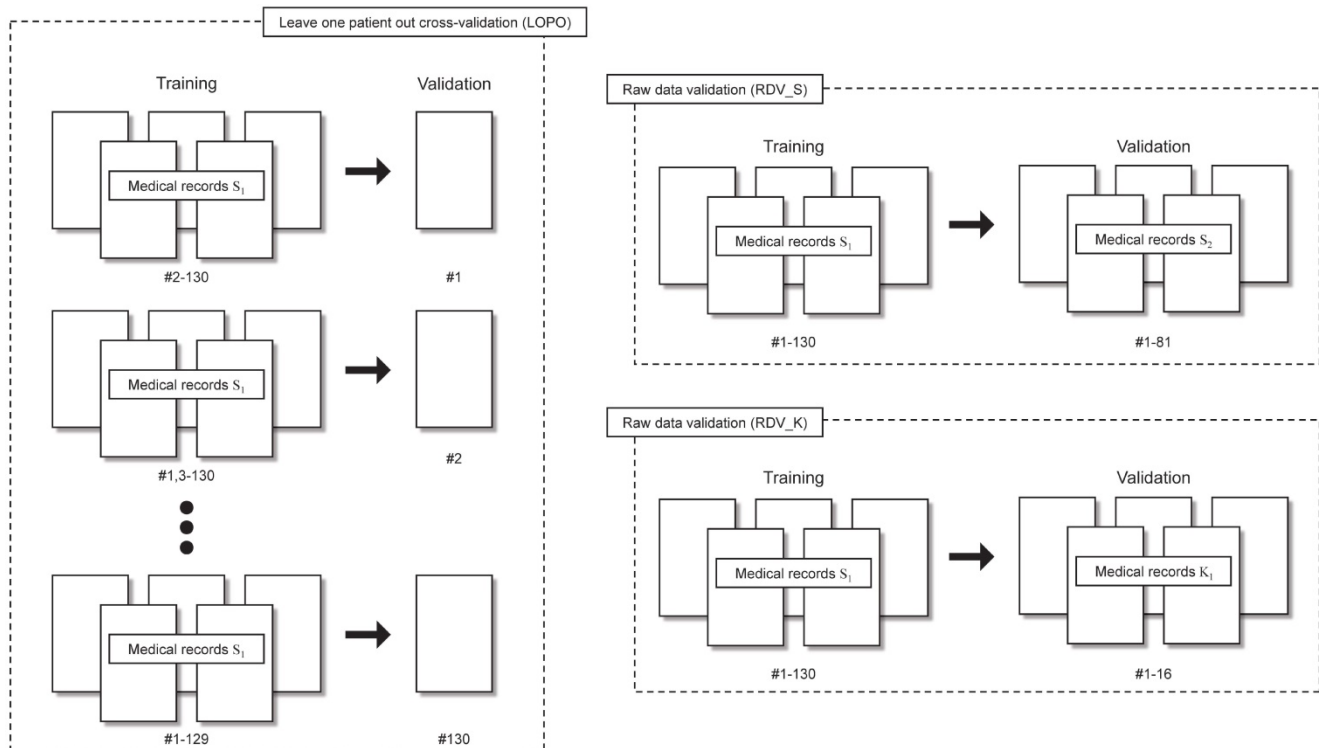 Leave one patient out cross-validation (LOPO)
Training
Validation
Medical records S₁
#2-130
#1
Medical records S₁
#1,3-130
#2
Medical records S₁
#1-129
#130
Raw data validation (RDV_S)
Training
Validation
Medical records S₁
Medical records S₂
#1-130
#1-81
Raw data validation (RDV_K)
Training
Validation
Medical records S₁
Medical records K₁
#1-130
#1-16